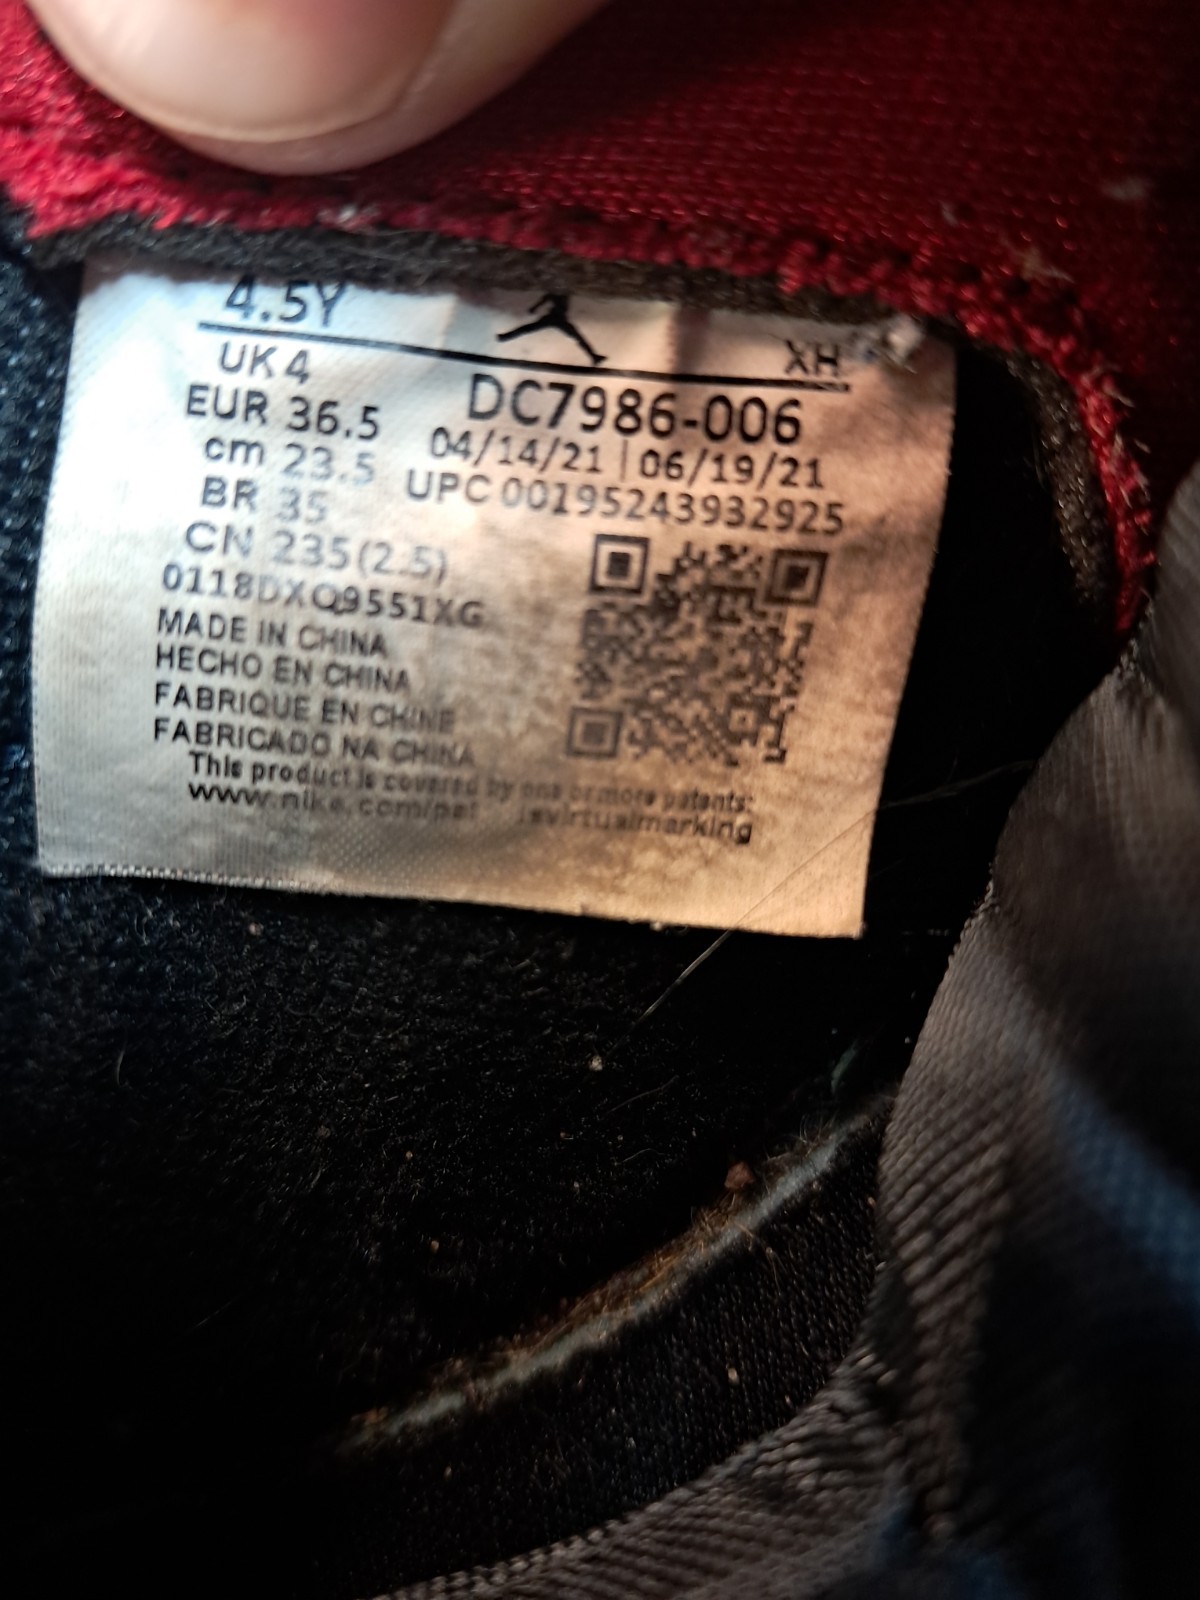 4.5Y
XH
UK 4
EUR 36.5
cm 23.5
BR 35
CN 235(2.5)
DC7986-006
04/14/21 | 06/19/21
UPC 00195243932925
0118DXQ9551XG
MADE IN CHINA
HECHO EN CHINA
FABRIQUE EN CHINE
FABRICADO NA CHINA
This product is covered by one or more patents:
www.nike.com/pat svirtualmarking